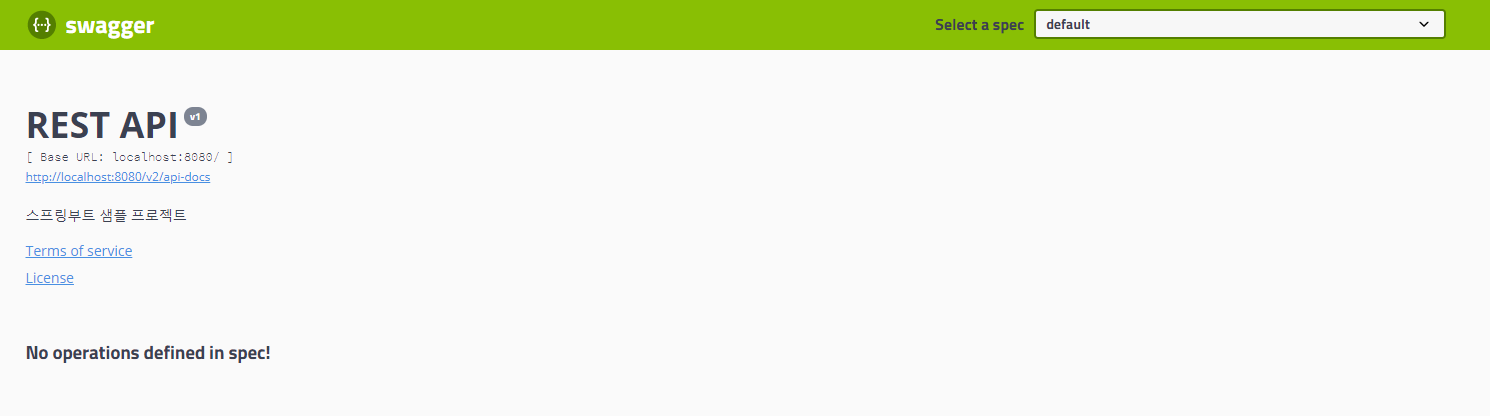 swagger
Select a spec
default
REST API v1
[ Base URL: localhost:8080/ ]
http://localhost:8080/v2/api-docs
스프링부트 샘플 프로젝트
Terms of service
License
No operations defined in spec!